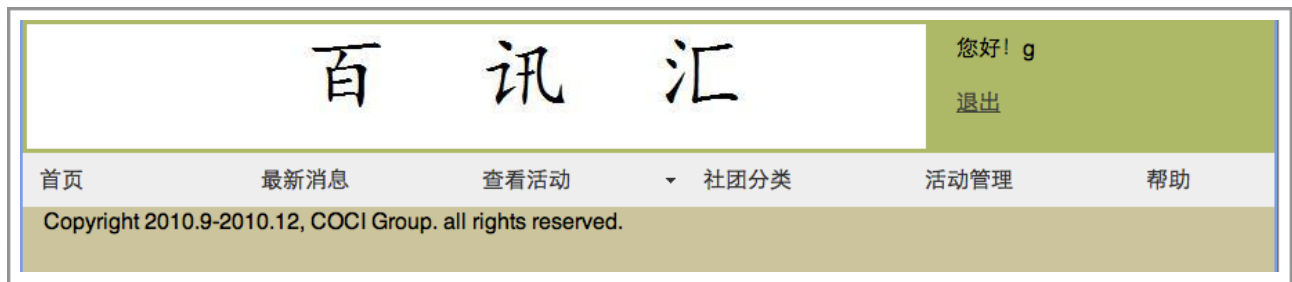 百 讯 汇
您好！g
退出
首页 最新消息 查看活动 社团分类 活动管理 帮助
Copyright 2010.9-2010.12, COCI Group. all rights reserved.